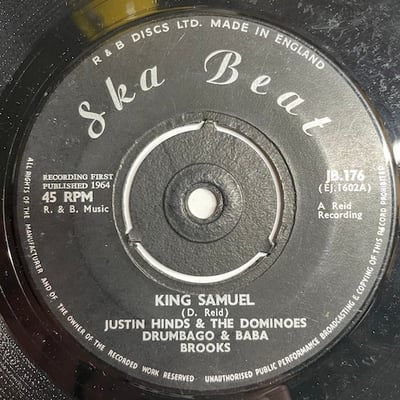 R & B DISCS LTD. MADE IN ENGLAND
Ska Beat
RECORDING FIRST
PUBLISHED 1964
45 RPM
R. & B. Music
JB.176
(EJ.1602A)
A Reid
Recording
KING SAMUEL
(D. Reid)
JUSTIN HINDS & THE DOMINOES
DRUMBAGO & BABA
BROOKS
ALL RIGHTS OF THE MANUFACTURER AND OF THE OWNER OF THE RECORDED WORK RESERVED UNAUTHORISED PUBLIC PERFORMANCE BROADCASTING & COPYING OF THIS RECORD PROHIBITED